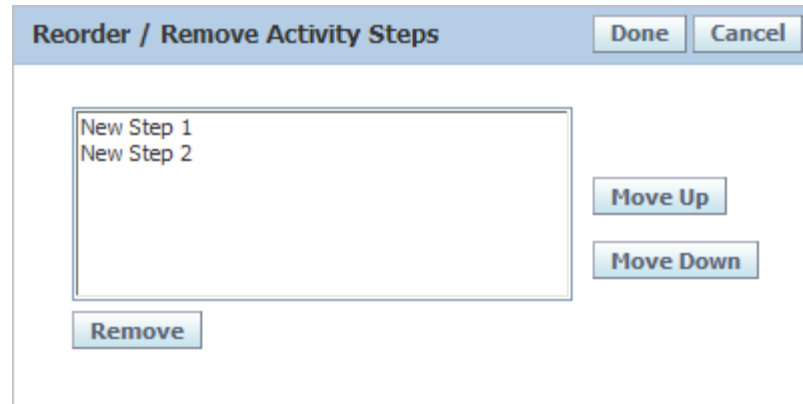 Reorder / Remove Activity Steps
Done
Cancel
New Step 1
New Step 2
Move Up
Move Down
Remove